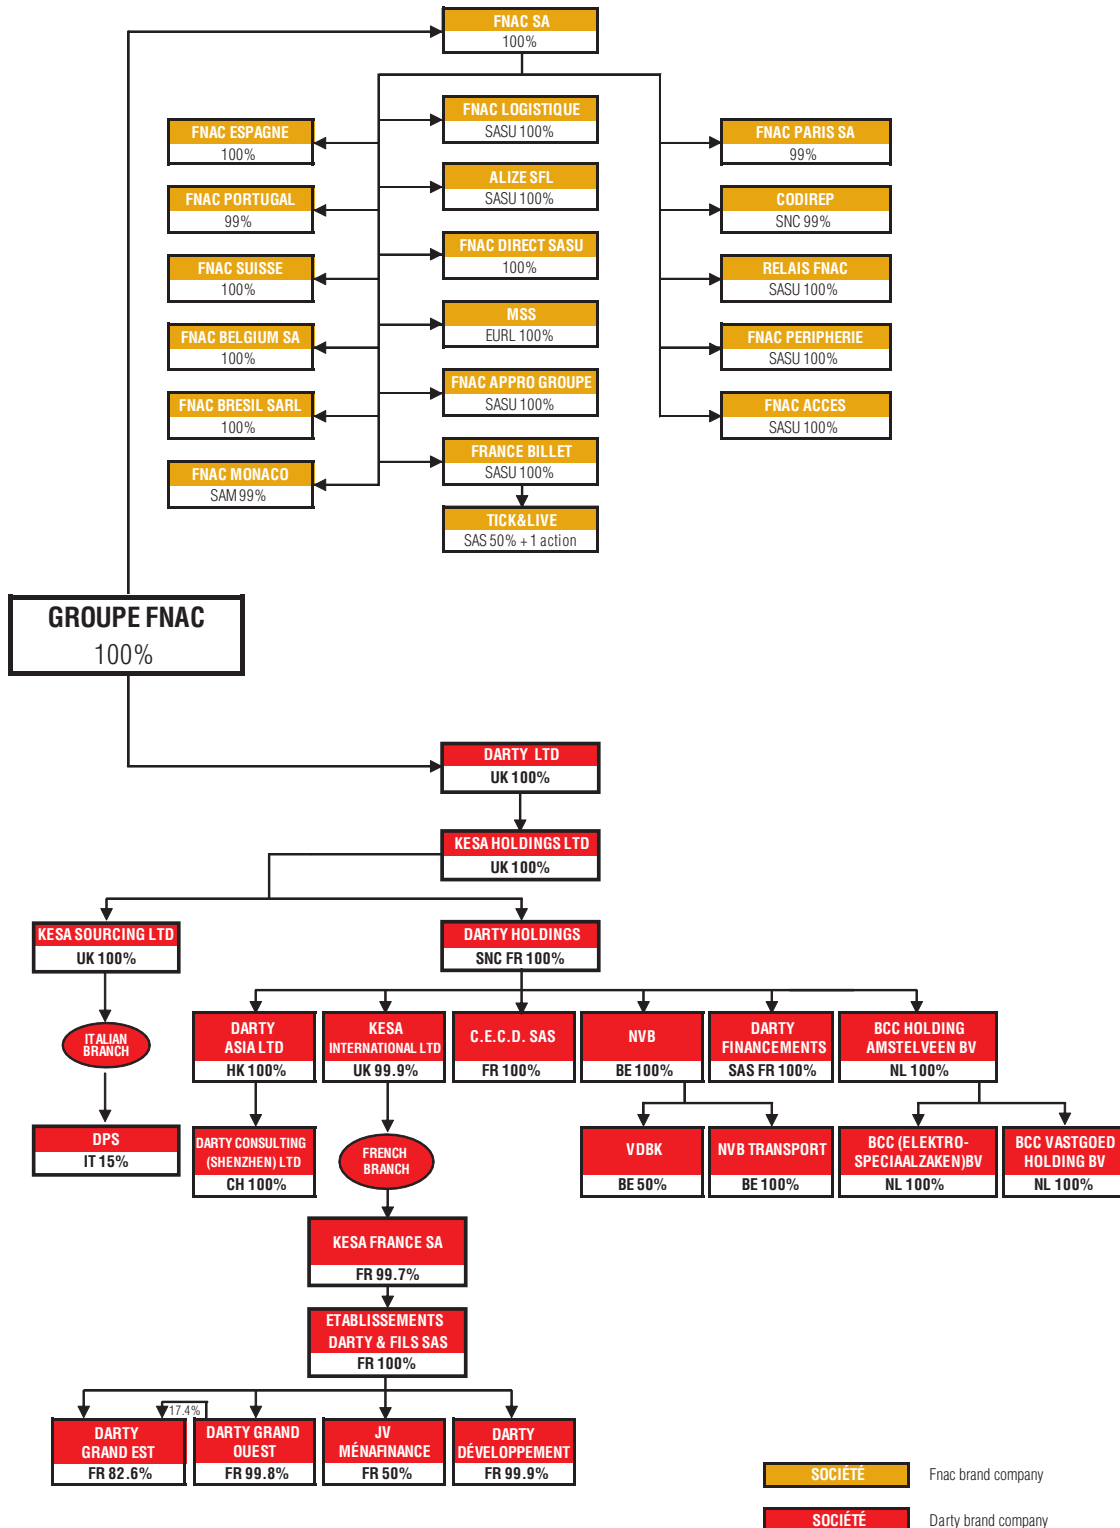 FNAC SA
100%
FNAC LOGISTIQUE
SASU 100%
FNAC ESPAGNE
100%
FNAC PARIS SA
99%
ALIZE SFL
SASU 100%
FNAC PORTUGAL
99%
CODIREP
SNC 99%
FNAC DIRECT SASU
100%
FNAC SUISSE
100%
RELAIS FNAC
SASU 100%
MSS
EURL 100%
FNAC BELGIUM SA
100%
FNAC PERIPHERIE
SASU 100%
FNAC APPRO GROUPE
SASU 100%
FNAC BRESIL SARL
100%
FNAC ACCES
SASU 100%
FRANCE BILLET
SASU 100%
FNAC MONACO
SAM 99%
TICK&LIVE
SAS 50% + 1 action
GROUPE FNAC
100%
DARTY LTD
UK 100%
KESA HOLDINGS LTD
UK 100%
KESA SOURCING LTD
UK 100%
DARTY HOLDINGS
SNC FR 100%
ITALIAN
BRANCH
DARTY
ASIA LTD
HK 100%
KESA
INTERNATIONAL LTD
UK 99.9%
C.E.C.D. SAS
FR 100%
NVB
BE 100%
DARTY
FINANCEMENTS
SAS FR 100%
BCC HOLDING
AMSTELVEEN BV
NL 100%
DPS
IT 15%
DARTY CONSULTING
(SHENZHEN) LTD
CH 100%
FRENCH
BRANCH
VDBK
BE 50%
NVB TRANSPORT
BE 100%
BCC (ELEKTRO-
SPECIAALZAKEN)BV
NL 100%
BCC VASTGOED
HOLDING BV
NL 100%
KESA FRANCE SA
FR 99.7%
ETABLISSEMENTS
DARTY & FILS SAS
FR 100%
17.4%
DARTY
GRAND EST
FR 82.6%
DARTY GRAND
OUEST
FR 99.8%
JV
MÉNAFINANCE
FR 50%
DARTY
DÉVELOPPEMENT
FR 99.9%
SOCIÉTÉ
Fnac brand company
SOCIÉTÉ
Darty brand company